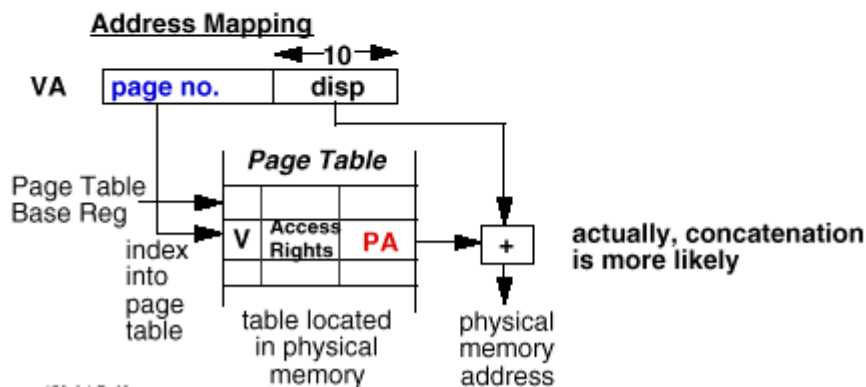 Address Mapping
10
VA
page no.
disp
Page Table
Page Table
Base Reg
V
Access
Rights
PA
+
actually, concatenation
is more likely
index
into
page
table
table located
in physical
memory
physical
memory
address